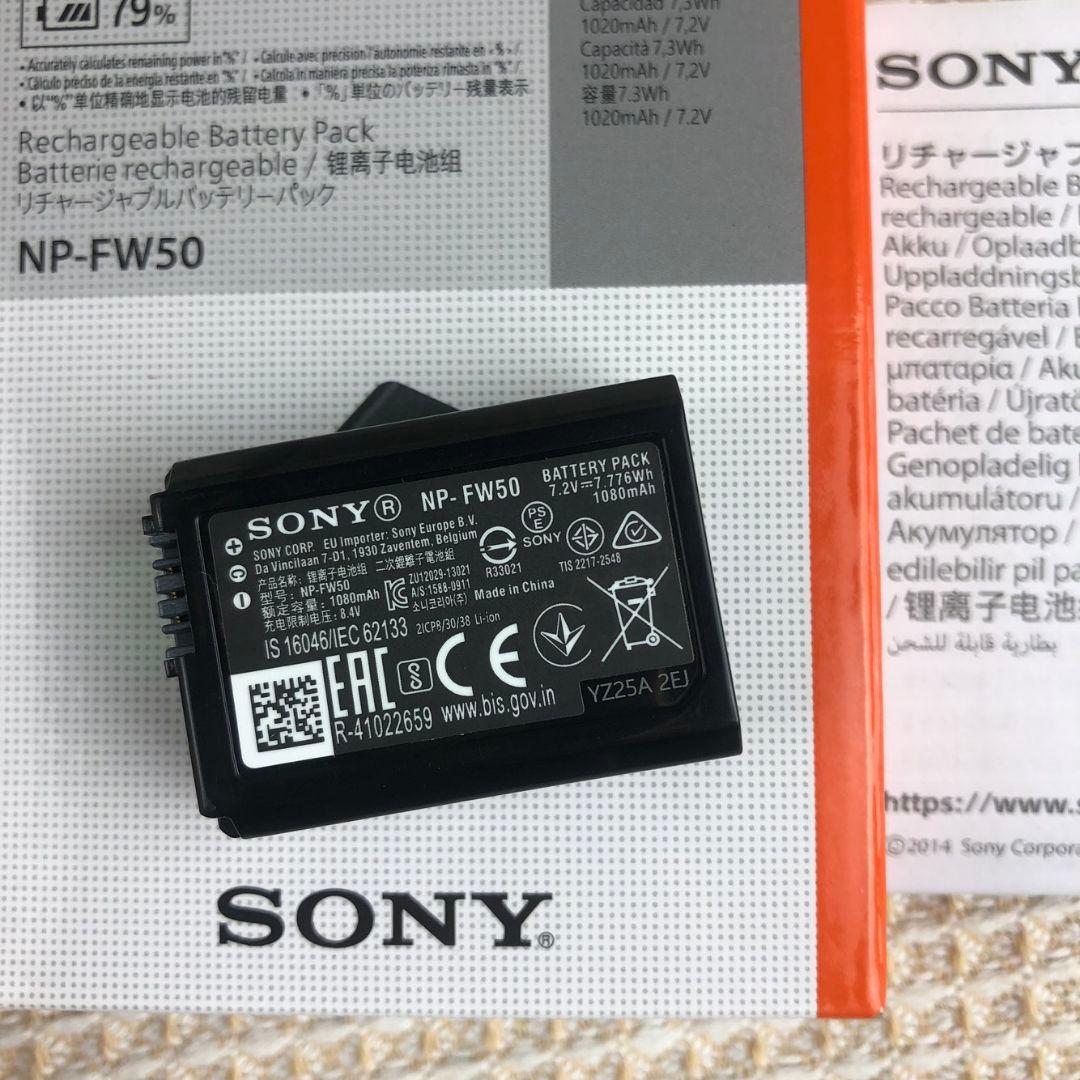 79%
• Accurately calculates remaining power in "%" / • Calcule avec précision l'autonomie restante en « % » /
• Cálculo preciso de la energía restante en "%" / • Calcola in maniera precisa la potenza rimasta in "%" /
• 以"%"单位精确地显示电池的残留电量 •「%」単位のバッテリー残量表示
Rechargeable Battery Pack
Batterie rechargeable / 锂离子电池组
リチャージャブルバッテリーパック
NP-FW50
Capacidad 7,3Wh
1020mAh / 7,2V
Capacità 7,3Wh
1020mAh / 7,2V
容量7.3Wh
1020mAh / 7.2V
SONY® NP-FW50
BATTERY PACK
7.2V⎓7.776Wh
1080mAh
SONY CORP. EU Importer: Sony Europe B.V.
Da Vincilaan 7-D1, 1930 Zaventem, Belgium
产品名称: 锂离子电池组 二次鋰離子電池組
型号: NP-FW50
额定容量: 1080mAh
充电限制电压: 8.4V
ZU12029-13021
A/S:1588-0911
소니코리아(주)
Made in China
R33021
PS
E
SONY
TIS 2217-2548
IS 16046/IEC 62133
2ICP8/30/38 Li-ion
EAC
CE
R-41022659
www.bis.gov.in
YZ25A 2EJ
SONY®
SONY
リチャージャブ
Rechargeable B
rechargeable /
Akku / Oplaadb
Uppladdningsb
Pacco Batteria
recarregável /
μπαταρία / Aku
batéria / Újratö
Pachet de bate
Genopladelig
akumulátoru /
Акумулятор /
edilebilir pil pa
/ 锂离子电池
بطارية قابلة للشحن
https://www.s
©2014 Sony Corpora